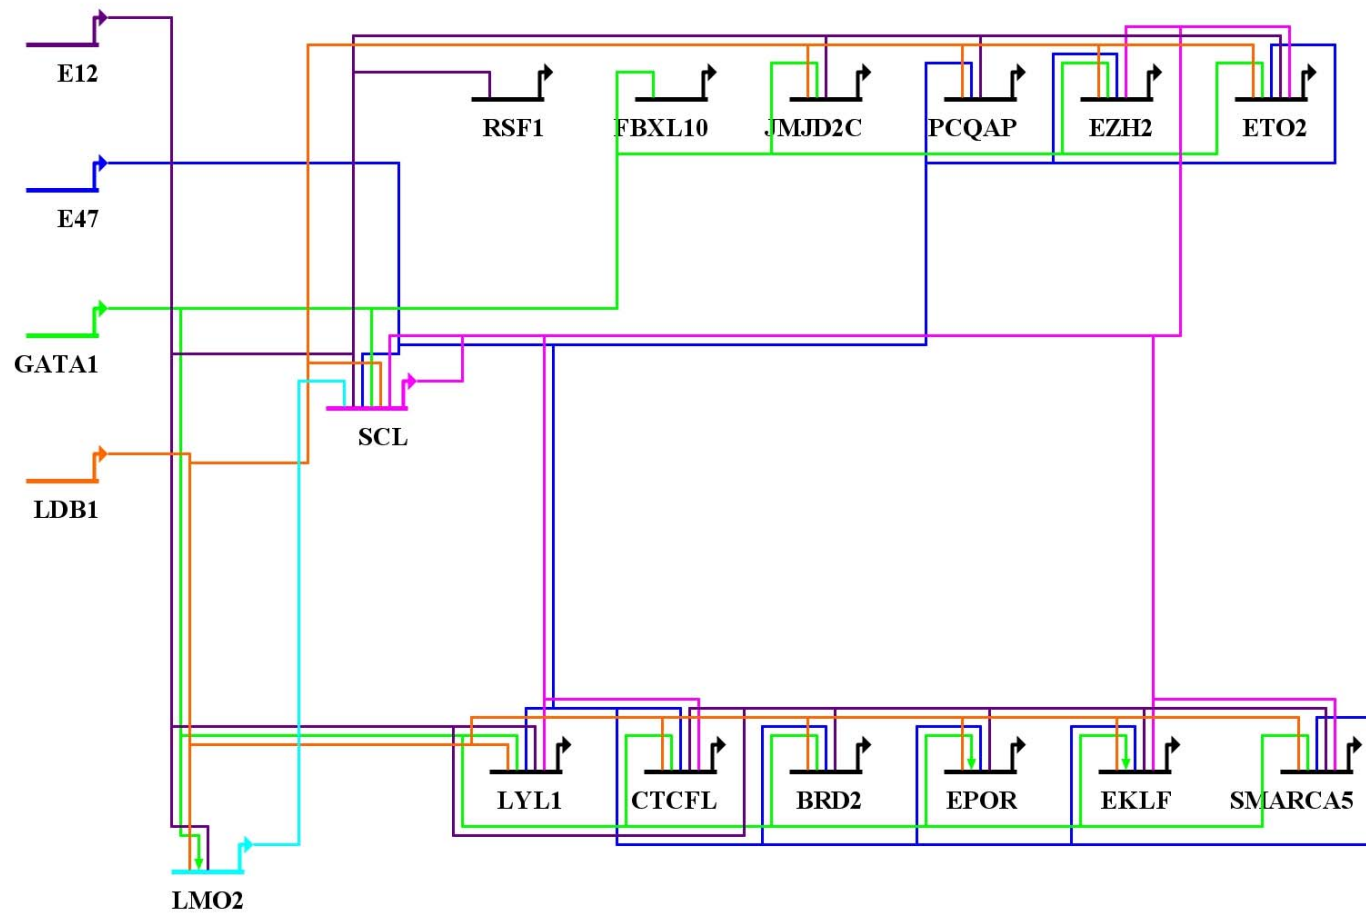 E12
RSF1 FBXL10 JMJD2C PCQAP EZH2 ETO2
E47
GATA1
SCL
LDB1
LYL1 CTCFL BRD2 EPOR EKLF SMARCA5
LMO2